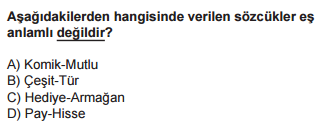 Aşağıdakilerden hangisinde verilen sözcükler eş
anlamlı değildir?
A) Komik-Mutlu
B) Çeşit-Tür
C) Hediye-Armağan
D) Pay-Hisse